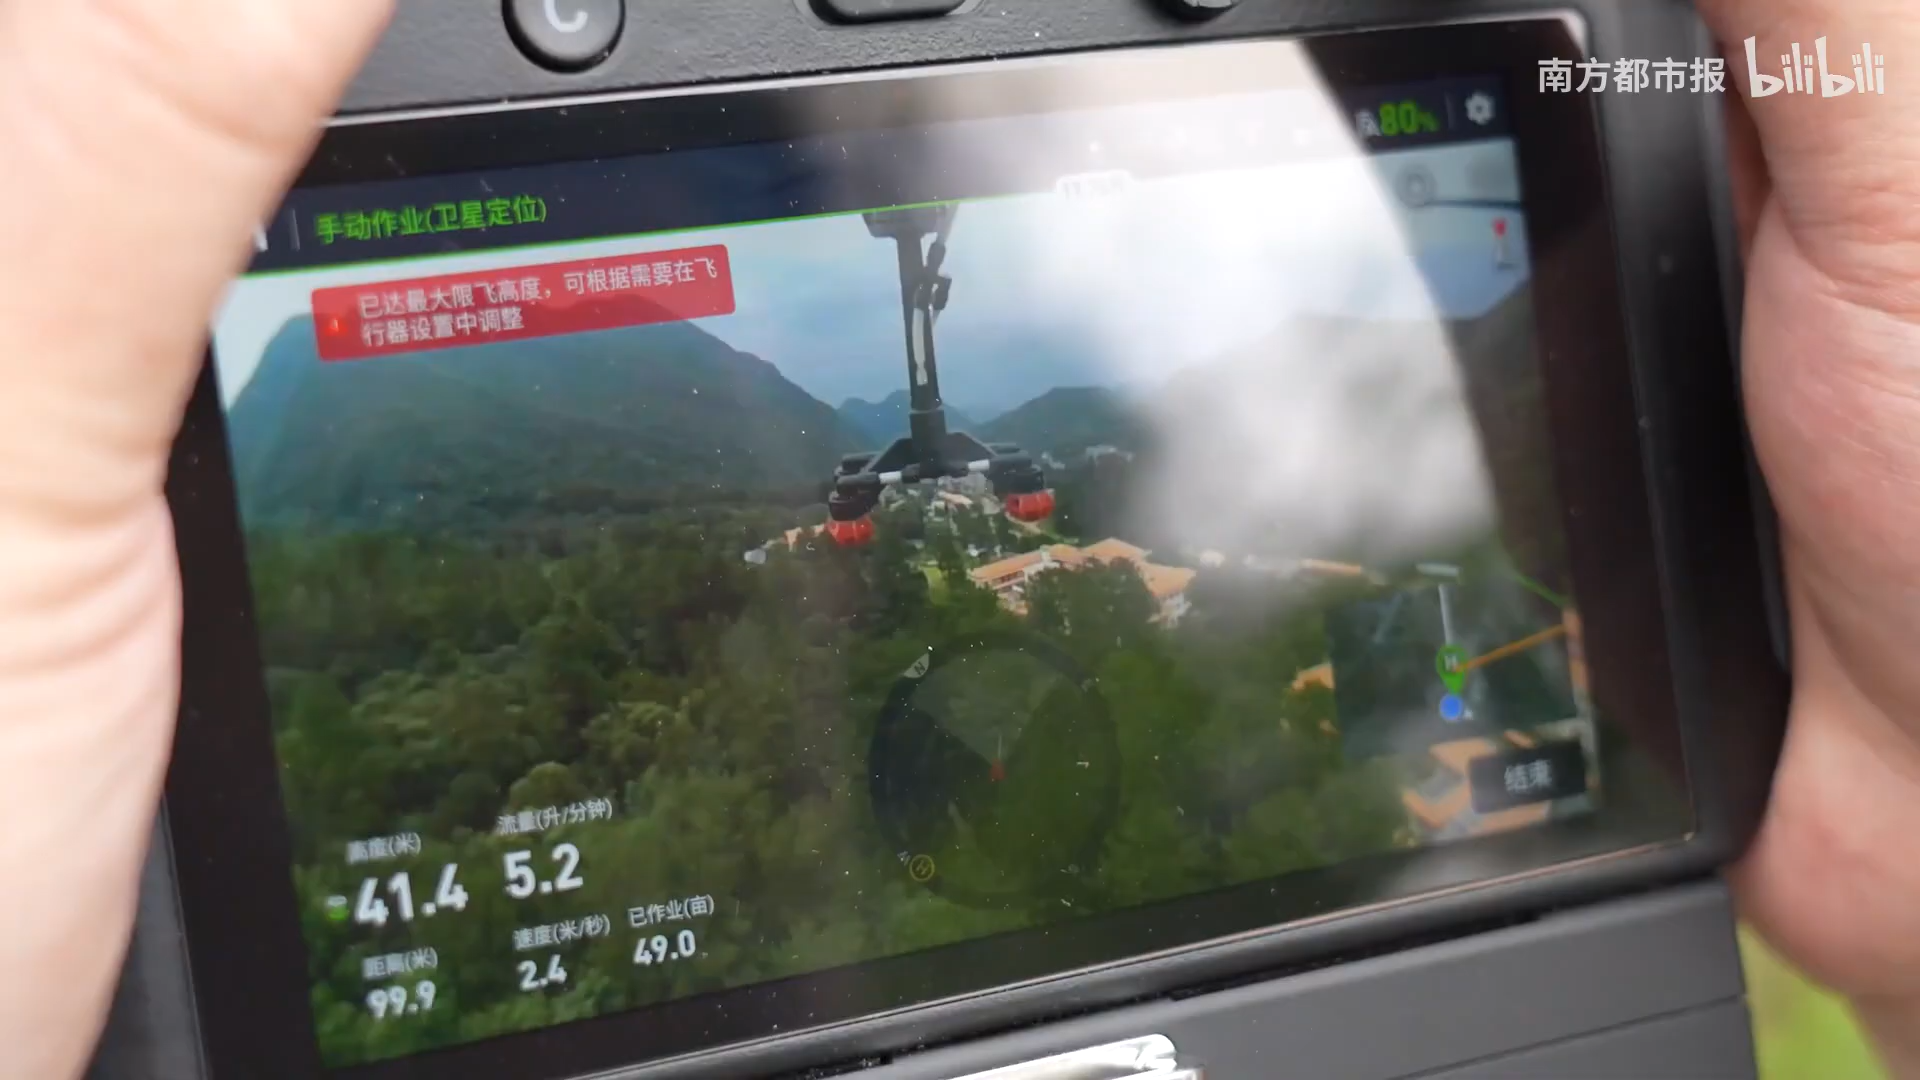 C
南方都市报 bilibili
80%
手动作业(卫星定位)
已达最大限飞高度，可根据需要在飞
行器设置中调整
N
H
结束
高度(米)
流量(升/分钟)
41.4
5.2
H
速度(米/秒)
已作业(亩)
距离(米)
2.4
49.0
99.9